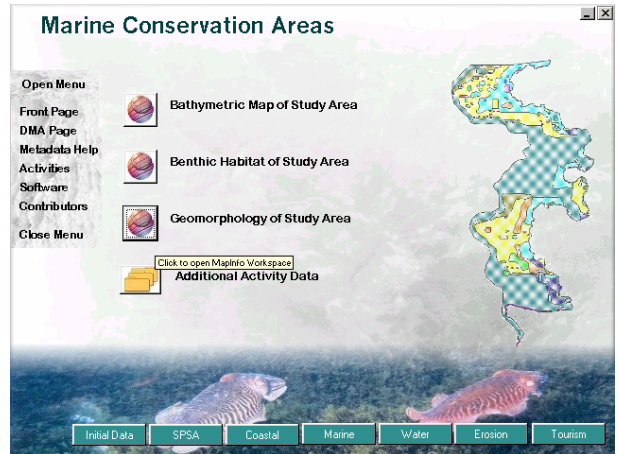 Marine Conservation Areas
Open Menu
Front Page
DMA Page
Metadata Help
Activities
Software
Contributors
Close Menu
Bathymetric Map of Study Area
Benthic Habitat of Study Area
Geomorphology of Study Area
Click to open MapInfo Workspace
Additional Activity Data
Initial Data
SPSA
Coastal
Marine
Water
Erosion
Tourism